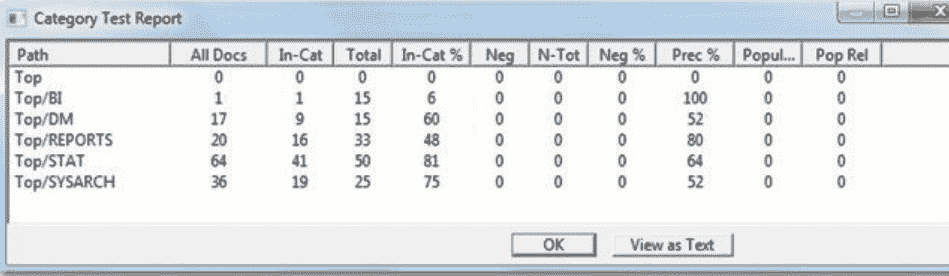 Category Test Report
Path All Docs In-Cat Total In-Cat % Neg N-Tot Neg % Prec % Popul... Pop Rel
Top 0 0 0 0 0 0 0 0 0 0
Top/BI 1 1 15 6 0 0 0 100 0 0
Top/DM 17 9 15 60 0 0 0 52 0 0
Top/REPORTS 20 16 33 48 0 0 0 80 0 0
Top/STAT 64 41 50 81 0 0 0 64 0 0
Top/SYSARCH 36 19 25 75 0 0 0 52 0 0
OK View as Text